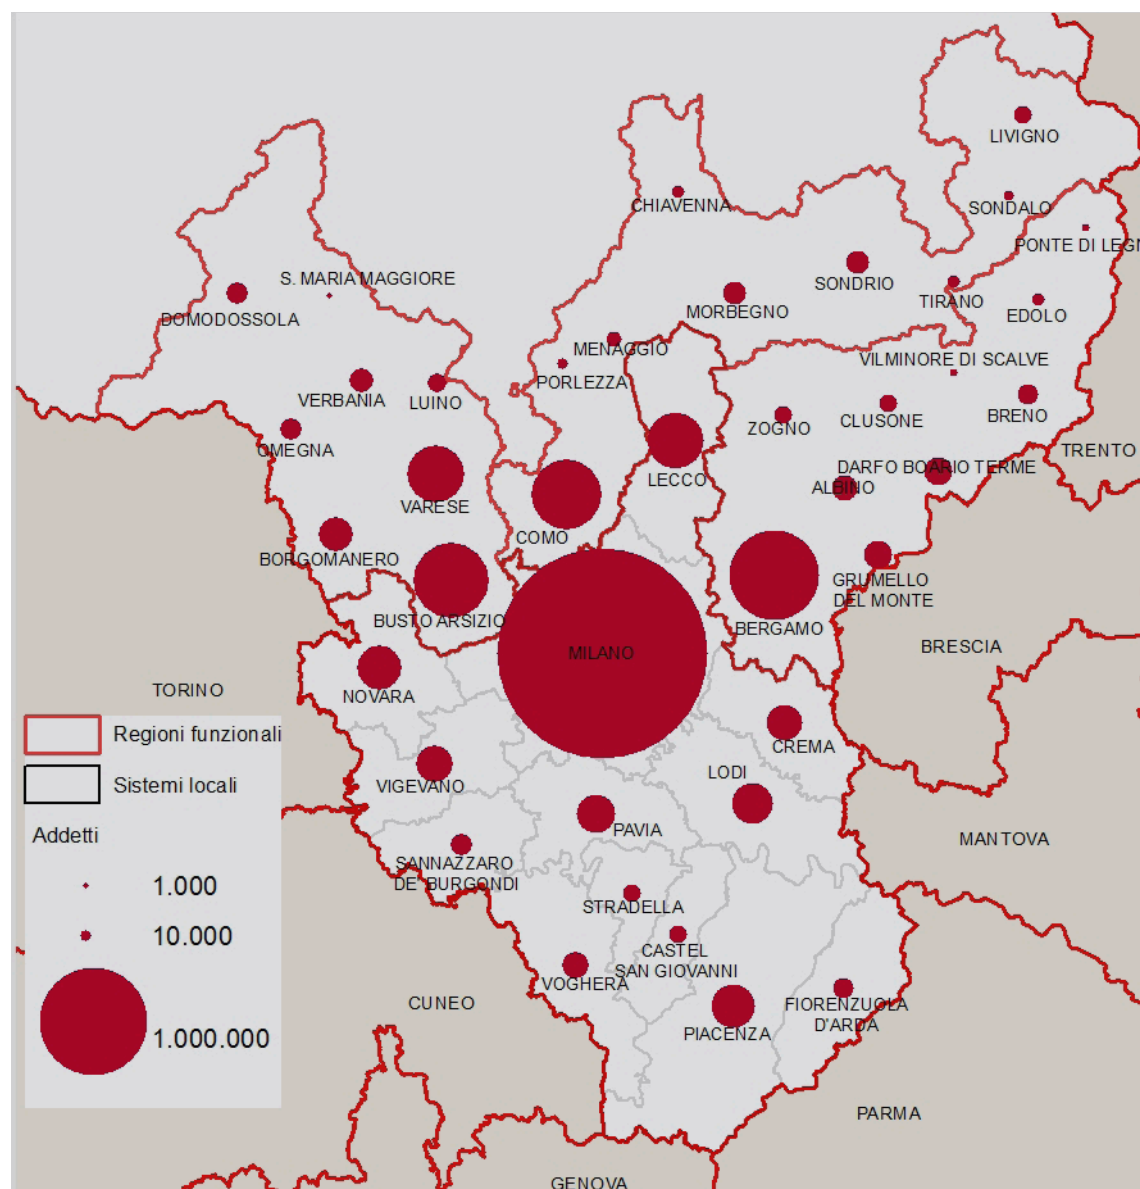 LIVIGNO
CHIAVENNA
SONDALO
PONTE DI LEGN
S. MARIA MAGGIORE
SONDRIO
DOMODOSSOLA
MORBEGNO
TIRANO
EDOLO
MENAGGIO
VILMINORE DI SCALVE
PORLEZZA
VERBANIA
LUINO
ZOGNO
CLUSONE
BRENO
OMEGNA
TRENTO
DARFO BOARIO TERME
LECCO
ALBINO
VARESE
COMO
BORGOMANERO
GRUMELLO
DEL MONTE
BUSTO ARSIZIO
BERGAMO
BRESCIA
MILANO
TORINO
NOVARA
Regioni funzionali
CREMA
Sistemi locali
VIGEVANO
LODI
Addetti
PAVIA
MANTOVA
SANNAZZARO
DE' BURGONDI
1.000
STRADELLA
10.000
CASTEL
SAN GIOVANNI
VOGHERA
CUNEO
FIORENZUOLA
D'ARDA
PIACENZA
1.000.000
PARMA
GENOVA